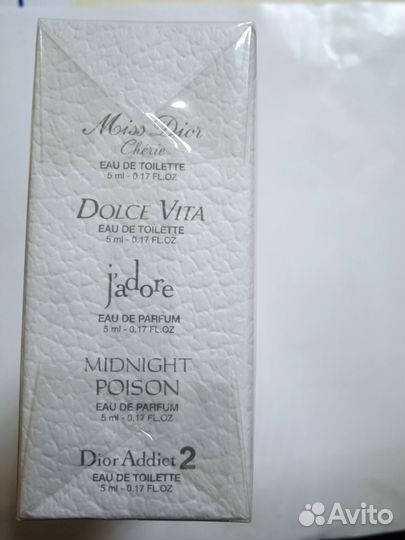 Miss Dior
Chérie
EAU DE TOILETTE
5 ml - 0.17 FL.OZ
DOLCE VITA
EAU DE TOILETTE
5 ml - 0.17 FL.OZ
j'adore
EAU DE PARFUM
5 ml - 0.17 FL.OZ
MIDNIGHT
POISON
EAU DE PARFUM
5 ml - 0.17 FL.OZ
Dior Addict 2
EAU DE TOILETTE
5 ml - 0.17 FL.OZ
Avito